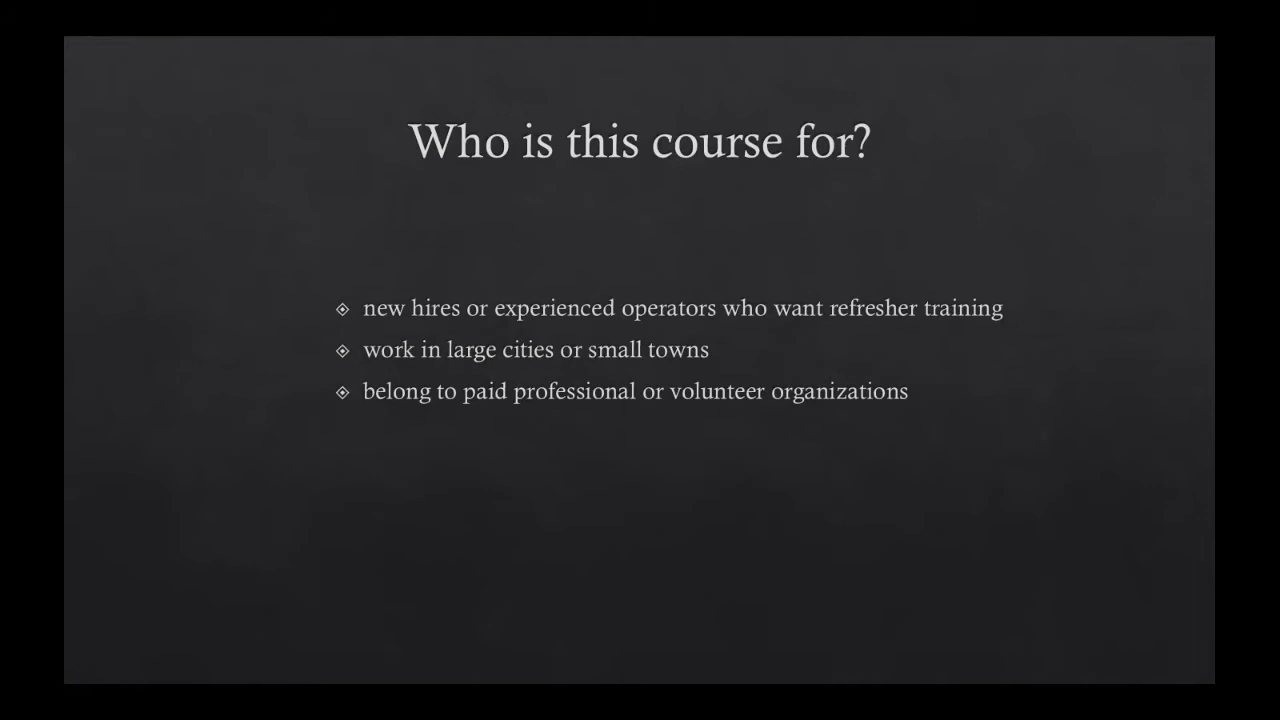 Who is this course for?
new hires or experienced operators who want refresher training
work in large cities or small towns
belong to paid professional or volunteer organizations